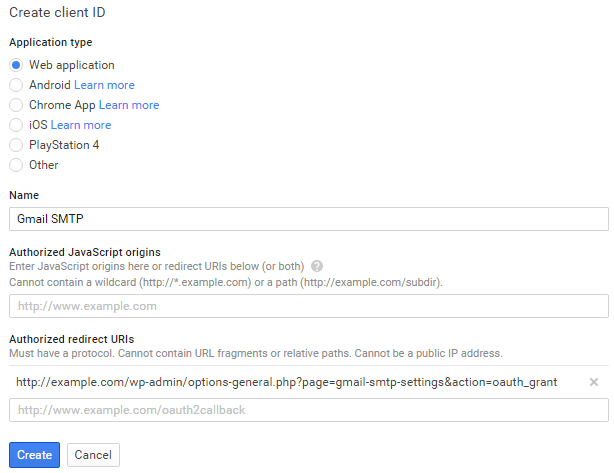 Create client ID
Application type
Web application
Android Learn more
Chrome App Learn more
iOS Learn more
PlayStation 4
Other
Name
Gmail SMTP
Authorized JavaScript origins
Enter JavaScript origins here or redirect URIs below (or both) ?
Cannot contain a wildcard (http://*.example.com) or a path (http://example.com/subdir).
http://www.example.com
Authorized redirect URIs
Must have a protocol. Cannot contain URL fragments or relative paths. Cannot be a public IP address.
http://example.com/wp-admin/options-general.php?page=gmail-smtp-settings&action=oauth_grant ×
http://www.example.com/oauth2callback
Create Cancel